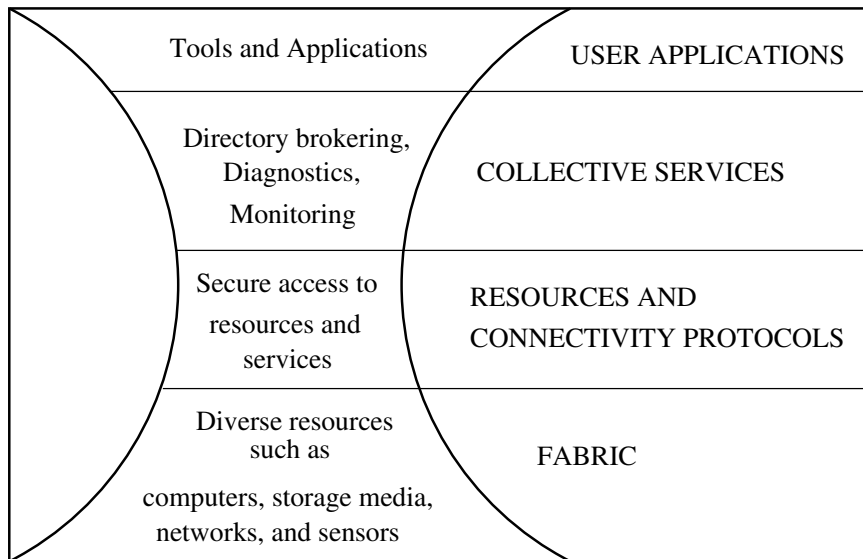 Tools and Applications
USER APPLICATIONS
Directory brokering,
Diagnostics,
Monitoring
COLLECTIVE SERVICES
Secure access to
resources and
services
RESOURCES AND
CONNECTIVITY PROTOCOLS
Diverse resources
such as
computers, storage media,
networks, and sensors
FABRIC